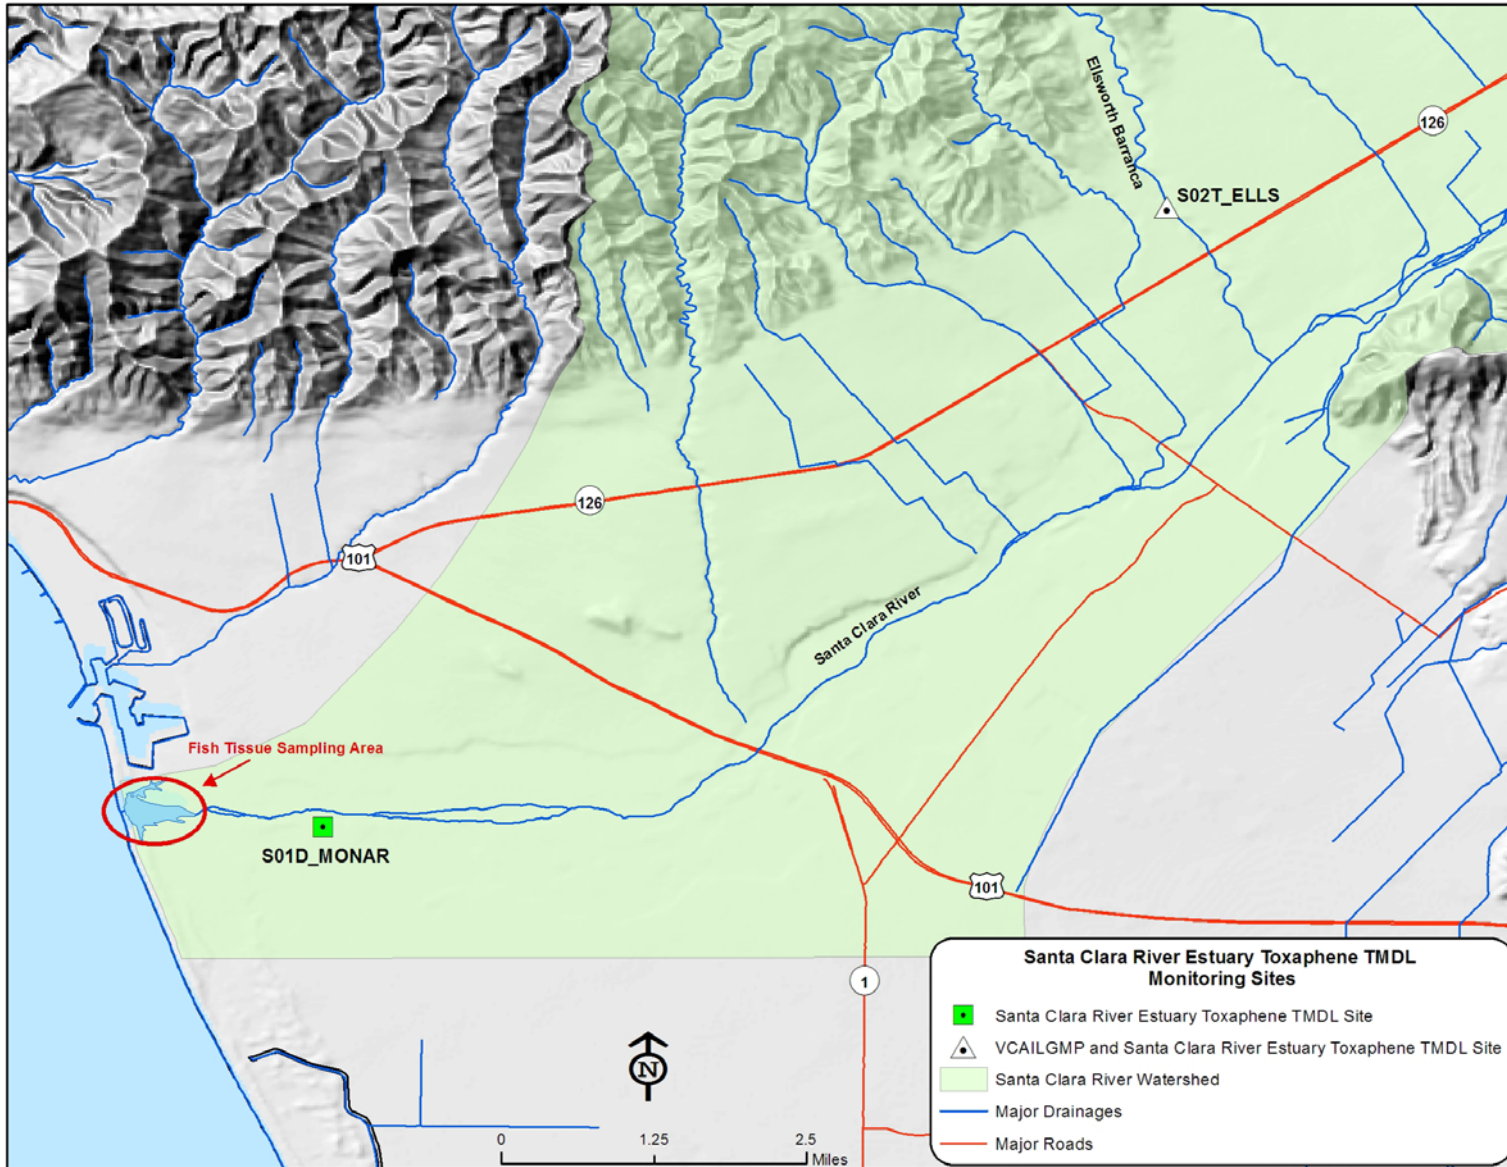 Ellsworth Barranca
126
S02T_ELLS
126
101
Santa Clara River
Fish Tissue Sampling Area
S01D_MONAR
101
1
N
0 1.25 2.5
Miles
Santa Clara River Estuary Toxaphene TMDL
Monitoring Sites
Santa Clara River Estuary Toxaphene TMDL Site
VCAILGMP and Santa Clara River Estuary Toxaphene TMDL Site
Santa Clara River Watershed
Major Drainages
Major Roads